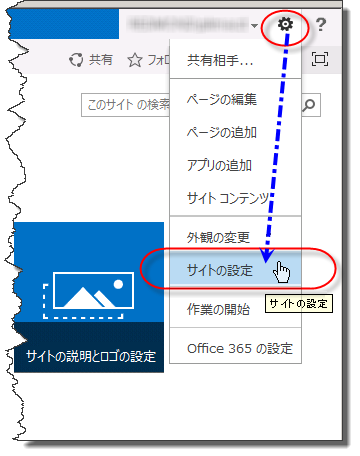 ?
共有
フォロ
共有相手...
このサイト の検索
ページの編集
ページの追加
アプリの追加
サイト コンテンツ
外観の変更
サイトの設定
サイトの設定
作業の開始
サイトの説明とロゴの設定
Office 365 の設定